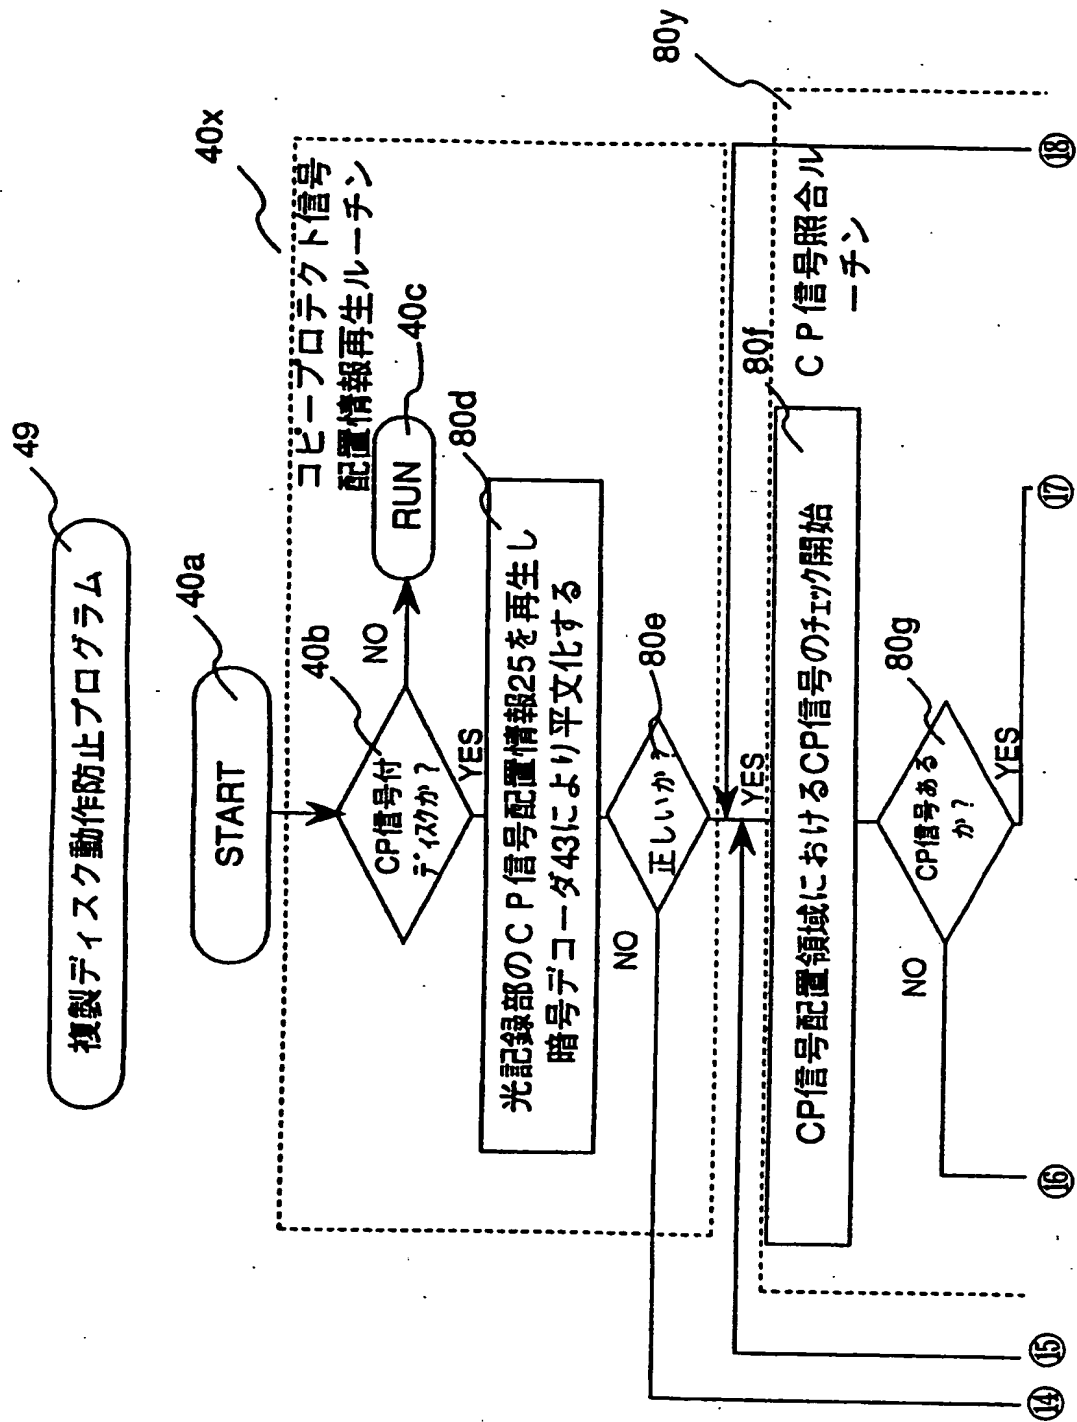 49
複製ディスク動作防止プログラム
40a
START
40x
コピープロテクト信号
配置情報再生ルーチン
40b
CP信号付
ディスクか？
NO
YES
40c
RUN
80d
光記録部のＣＰ信号配置情報25を再生し
暗号デコーダ43により平文化する
80e
正しいか？
NO
YES
80y
ＣＰ信号照合ル
ーチン
80f
CP信号配置領域におけるCP信号のチェック開始
80g
CP信号ある
か？
NO
YES
⑭
⑮
⑯
⑰
⑱